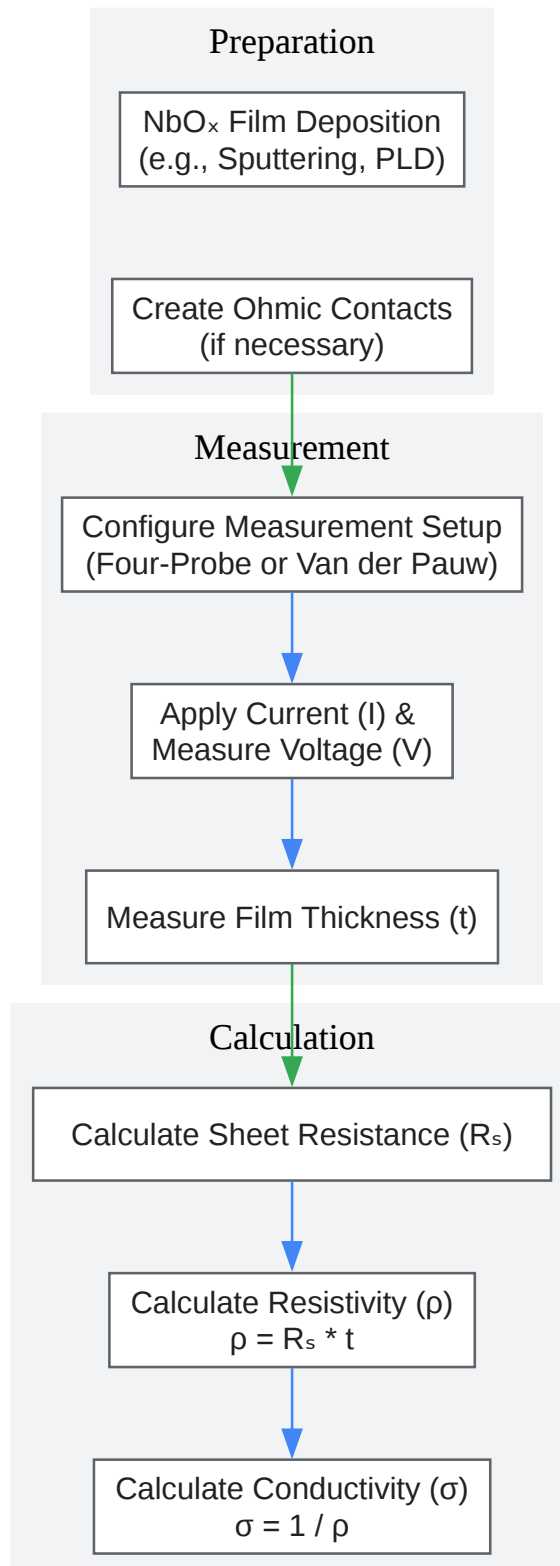 Preparation
NbOₓ Film Deposition
(e.g., Sputtering, PLD)
Create Ohmic Contacts
(if necessary)
Measurement
Configure Measurement Setup
(Four-Probe or Van der Pauw)
Apply Current (I) &
Measure Voltage (V)
Measure Film Thickness (t)
Calculation
Calculate Sheet Resistance (Rₛ)
Calculate Resistivity (ρ)
ρ = Rₛ * t
Calculate Conductivity (σ)
σ = 1 / ρ